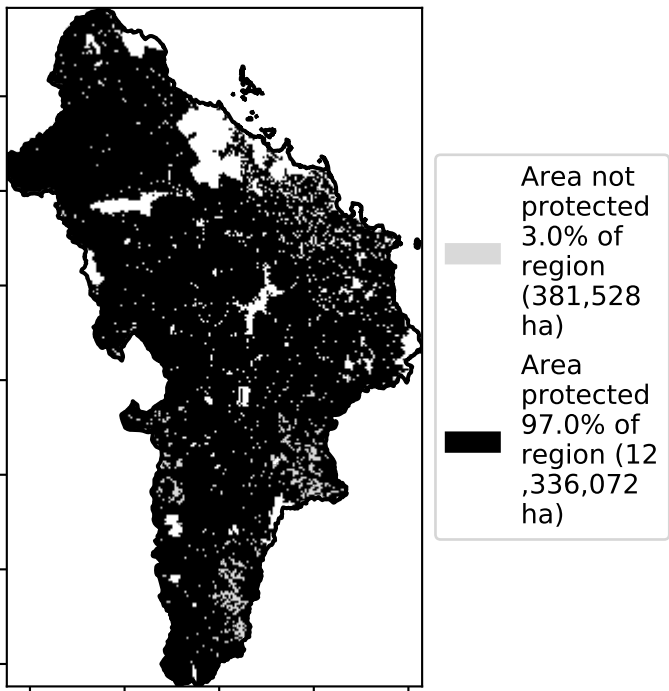 Area not
protected
3.0% of
region
(381,528
ha)
Area
protected
97.0% of
region (12
,336,072
ha)